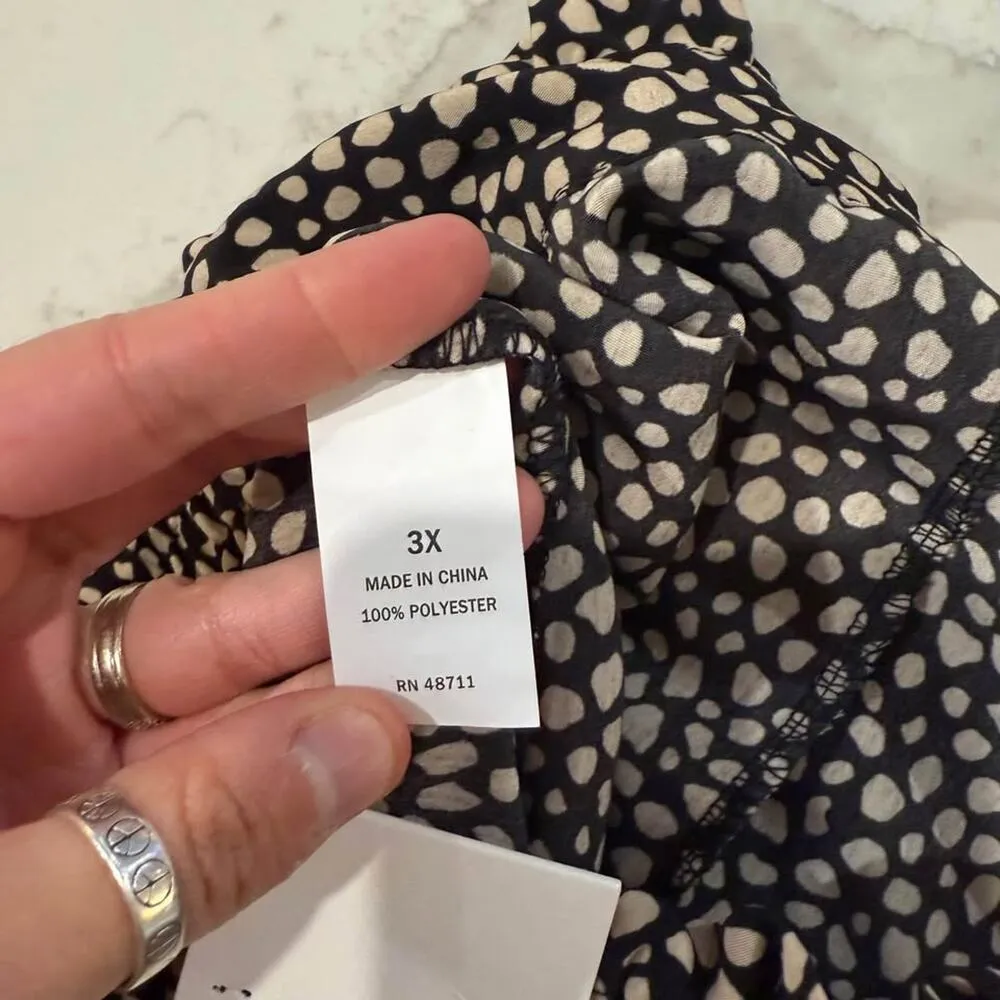 3X
MADE IN CHINA
100% POLYESTER
RN 48711